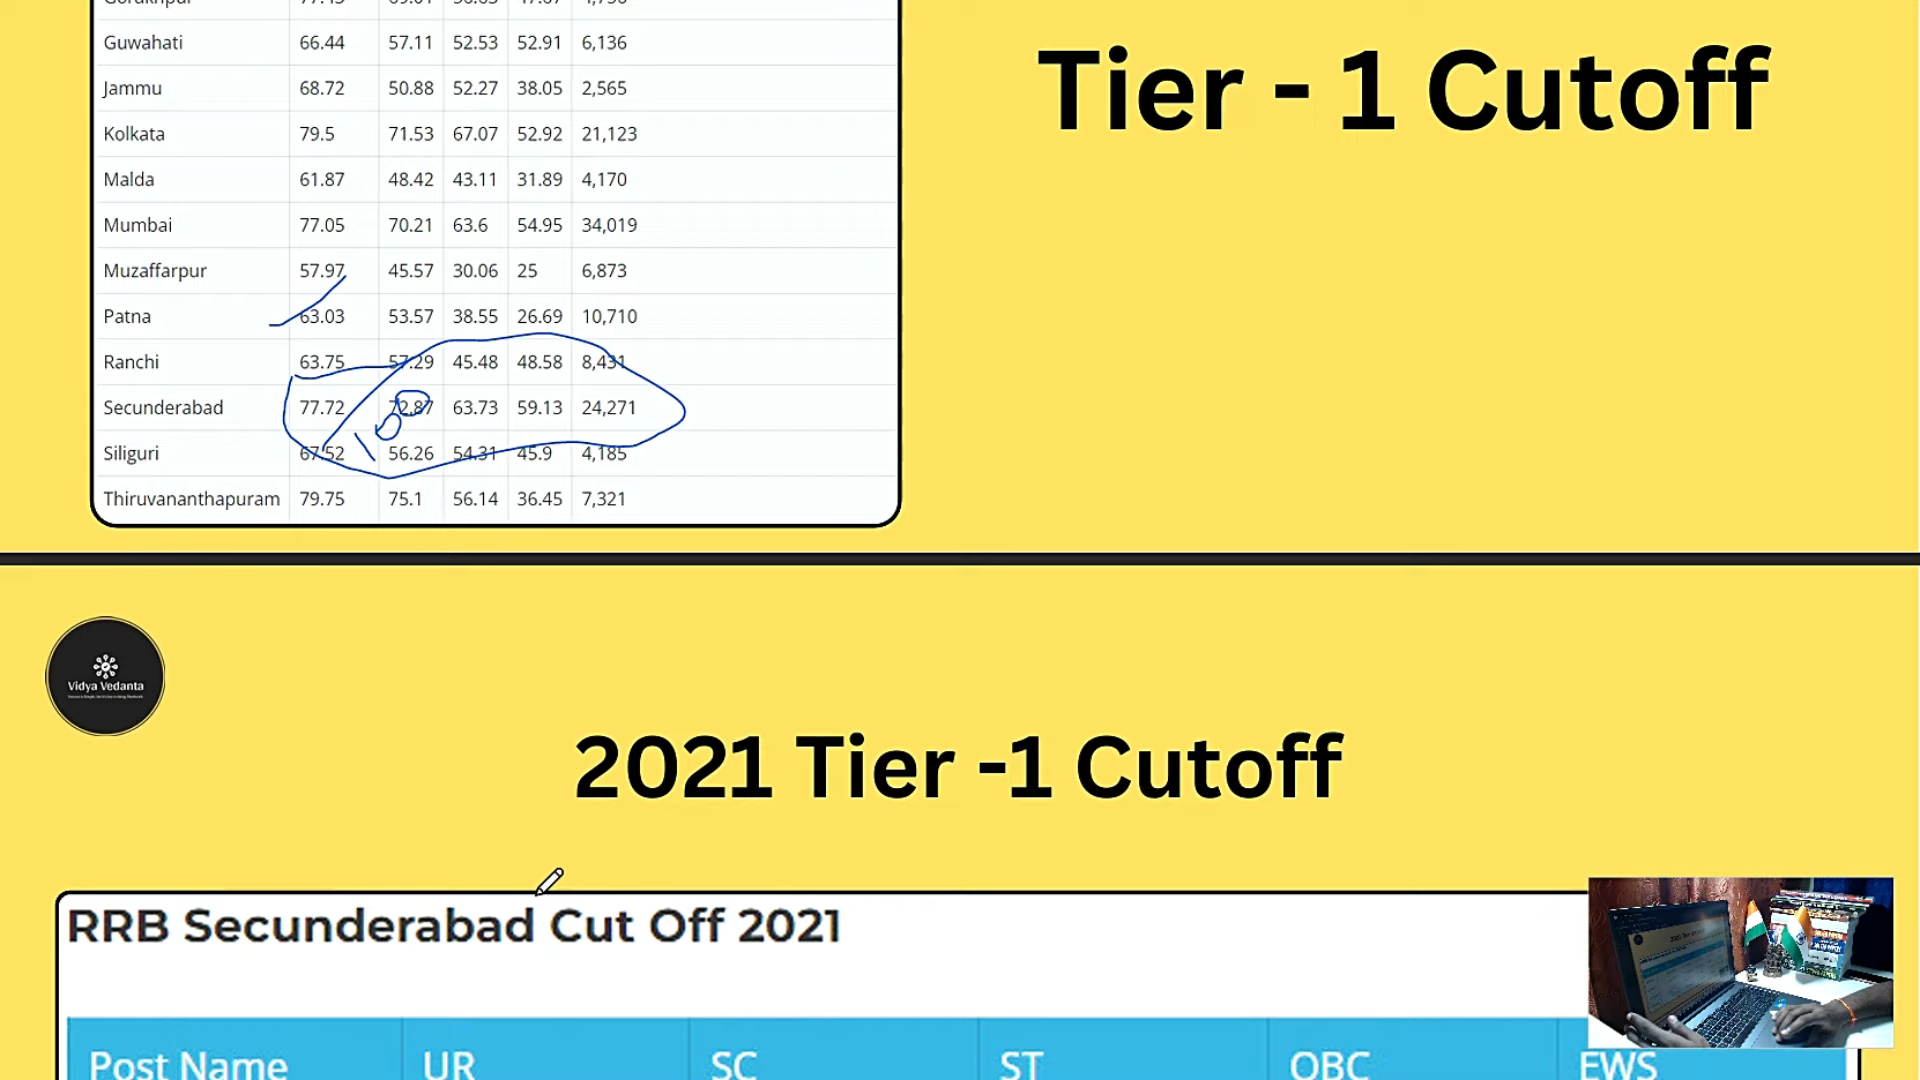 Guwahati 66.44 57.11 52.53 52.91 6,136
Jammu 68.72 50.88 52.27 38.05 2,565
Kolkata 79.5 71.53 67.07 52.92 21,123
Malda 61.87 48.42 43.11 31.89 4,170
Mumbai 77.05 70.21 63.6 54.95 34,019
Muzaffarpur 57.97 45.57 30.06 25 6,873
Patna 63.03 53.57 38.55 26.69 10,710
Ranchi 63.75 57.29 45.48 48.58 8,431
Secunderabad 77.72 72.87 63.73 59.13 24,271
100
Siliguri 67.52 56.26 54.31 45.9 4,185
Thiruvananthapuram 79.75 75.1 56.14 36.45 7,321
Tier - 1 Cutoff
Vidya Vedanta
2021 Tier -1 Cutoff
RRB Secunderabad Cut Off 2021
Post Name UR SC ST OBC EWS